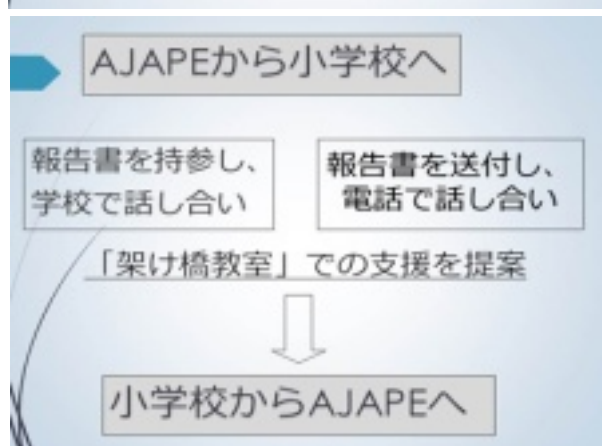 AJAPEから小学校へ
報告書を持参し、
学校で話し合い
報告書を送付し、
電話で話し合い
「架け橋教室」での支援を提案
小学校からAJAPEへ